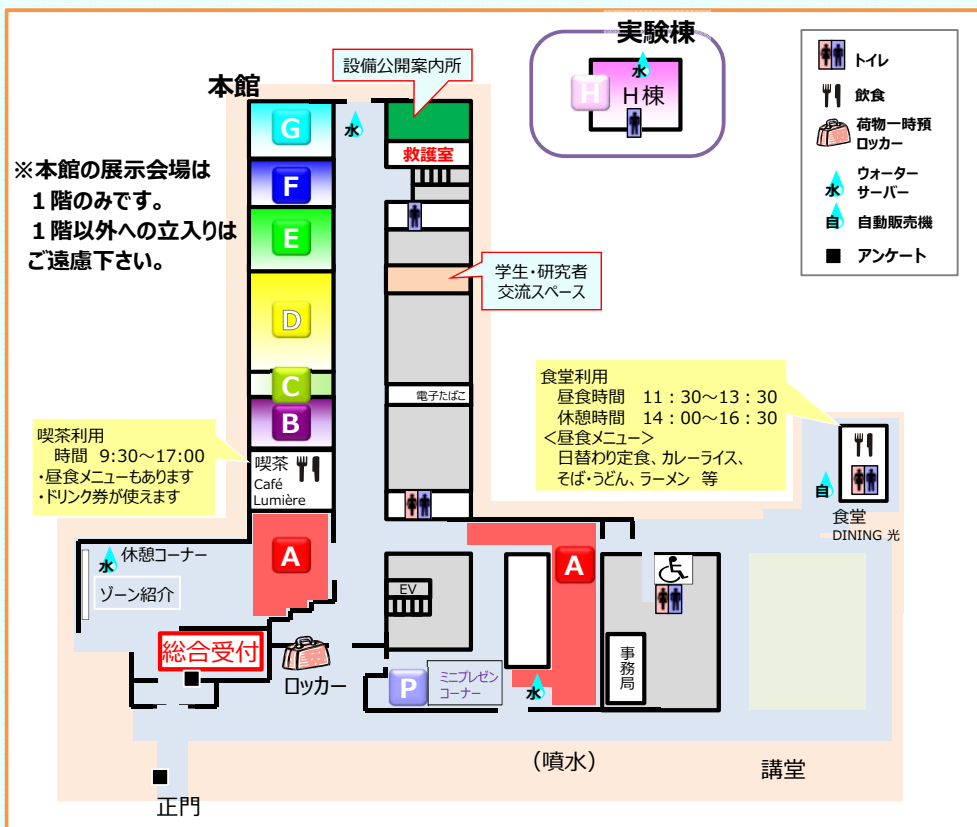 実験棟
水
H
H棟
トイレ
飲食
荷物一時預
ロッカー
水
ウォーター
サーバー
自
自動販売機
アンケート
本館
設備公開案内所
G
水
救護室
※本館の展示会場は
1階のみです。
1階以外への立入りは
ご遠慮下さい。
F
E
学生・研究者
交流スペース
D
C
電子たばこ
B
食堂利用
昼食時間 11:30~13:30
休憩時間 14:00~16:30
<昼食メニュー>
日替わり定食、カレーライス、
そば・うどん、ラーメン 等
喫茶利用
時間 9:30~17:00
・昼食メニューもあります
・ドリンク券が使えます
喫茶
Café
Lumière
自
食堂
DINING 光
A
A
水
休憩コーナー
ゾーン紹介
EV
総合受付
ロッカー
P
ミニプレゼン
コーナー
水
事務局
(噴水)
講堂
正門